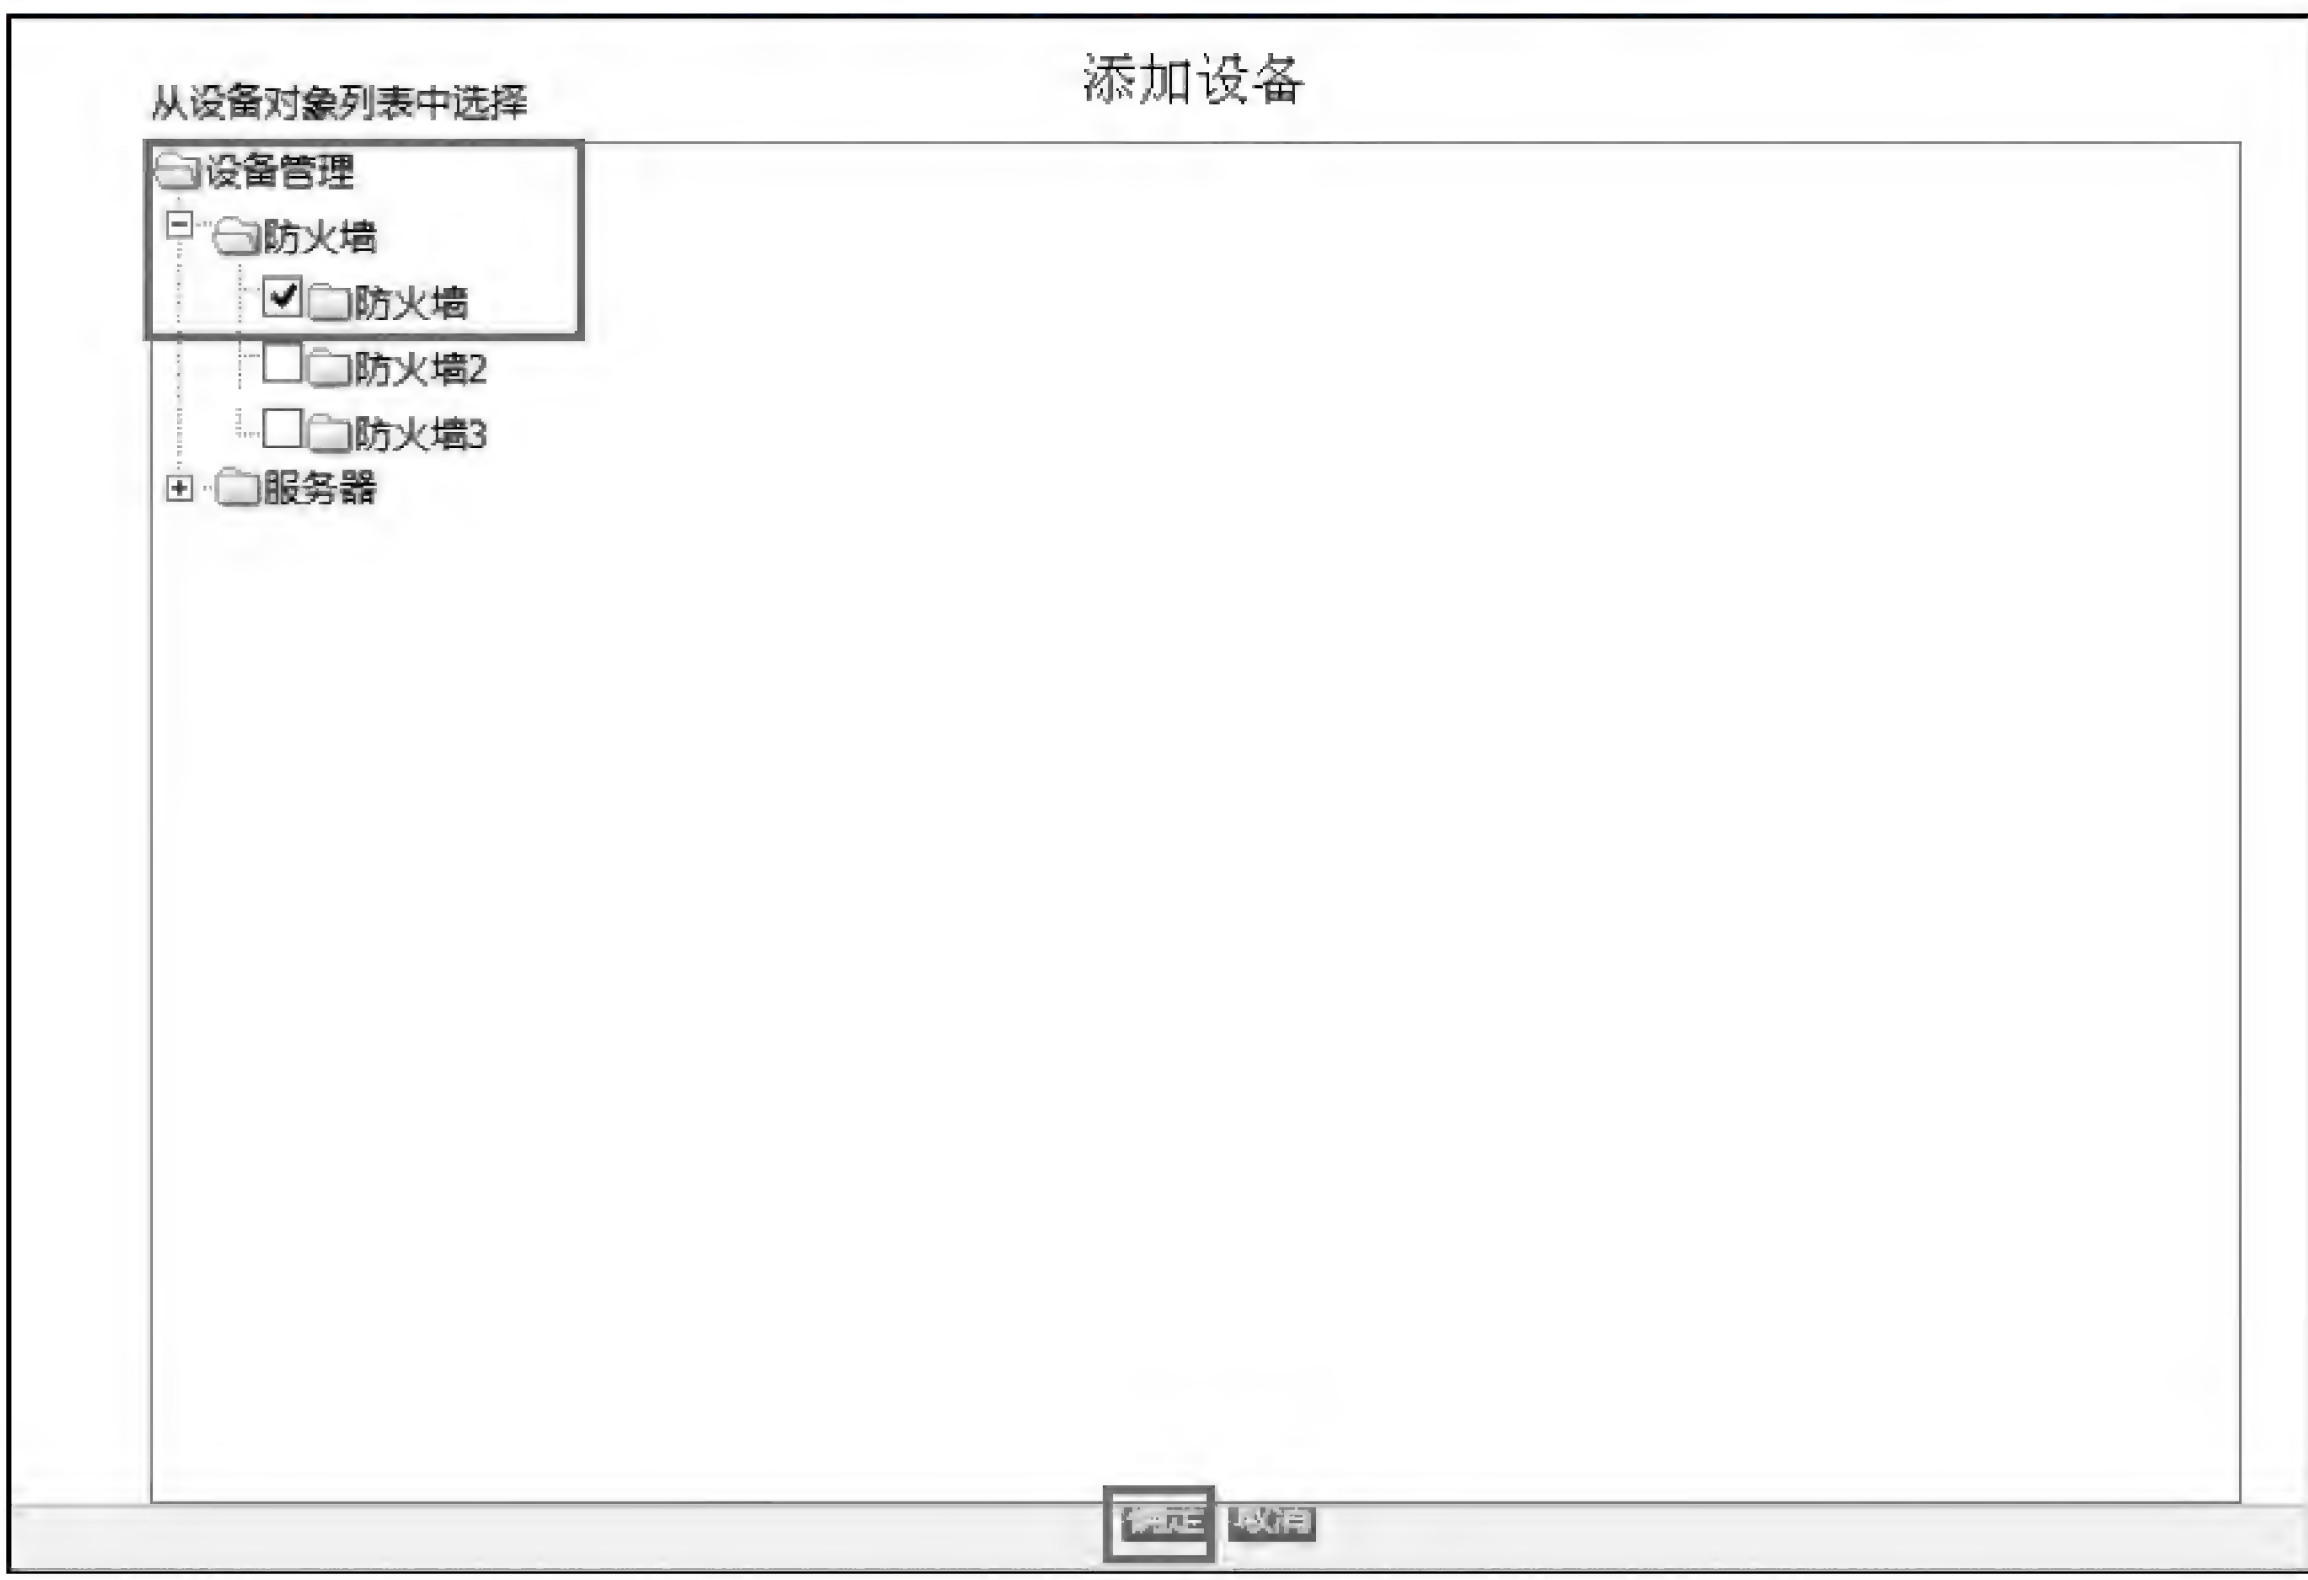 添加设备
从设备对象列表中选择
设备管理
防火墙
防火墙
防火墙2
防火墙3
服务器
确定 取消